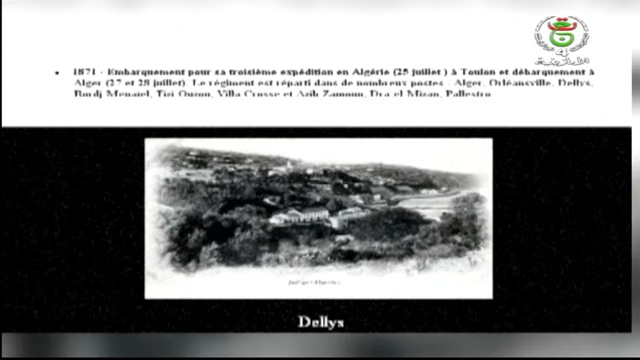 1871 - Embarquement pour sa troisième expédition en Algérie (25 juillet ) à Toulon et débarquement à
Alger (27 et 28 juillet). Le régiment est réparti dans de nombreux postes : Alger, Orléansville, Dellys,
Bordj Menaiel, Tizi Ouzou, Villa Crosse et Azib Zamoun, Dra el Mizan, Pallestro
Dellys